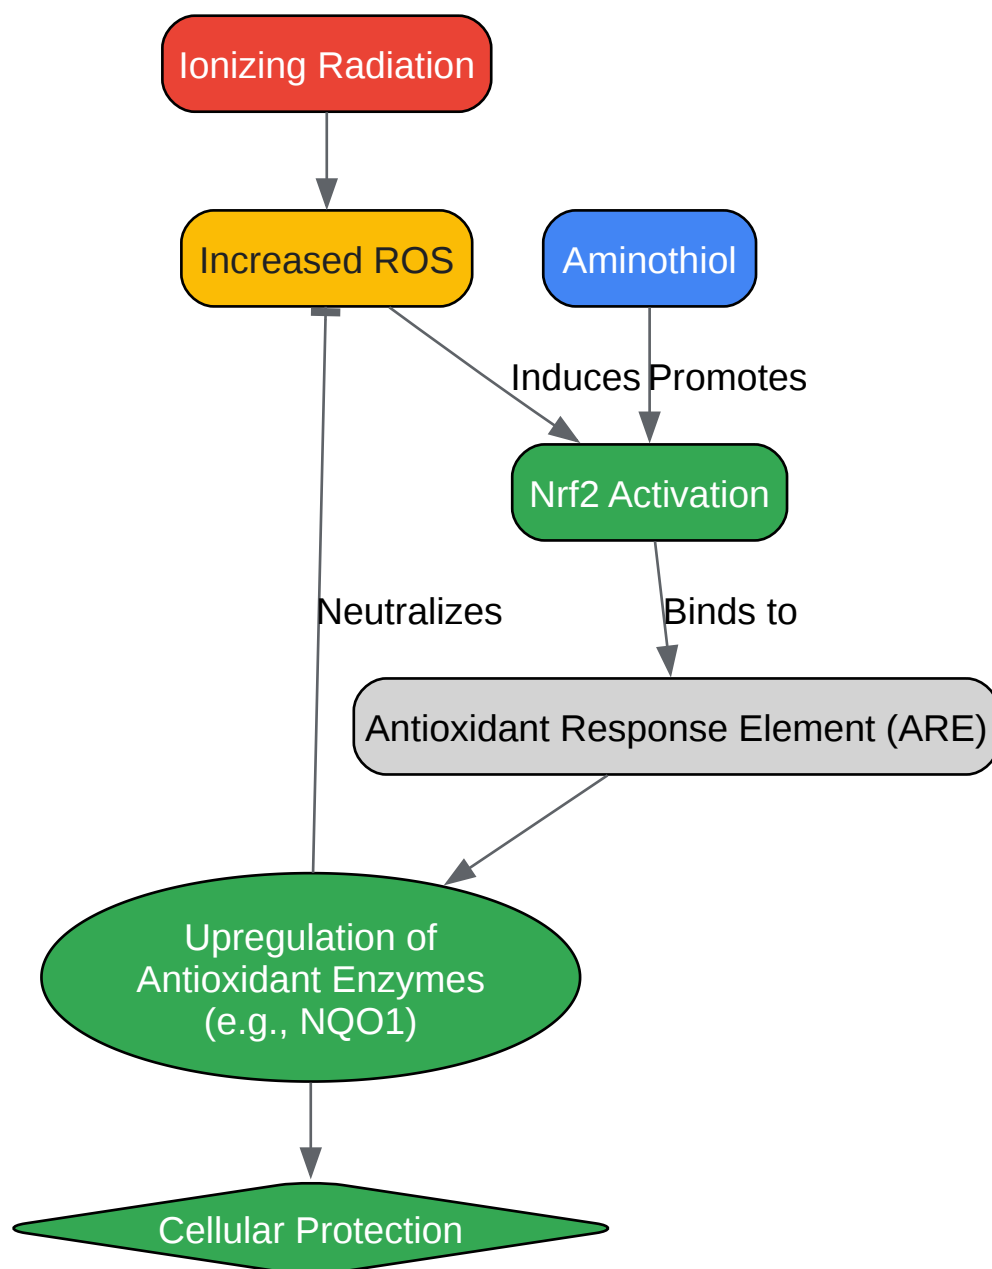 Ionizing Radiation
Increased ROS
Aminothiol
Induces
Promotes
Nrf2 Activation
Neutralizes
Binds to
Antioxidant Response Element (ARE)
Upregulation of
Antioxidant Enzymes
(e.g., NQO1)
Cellular Protection